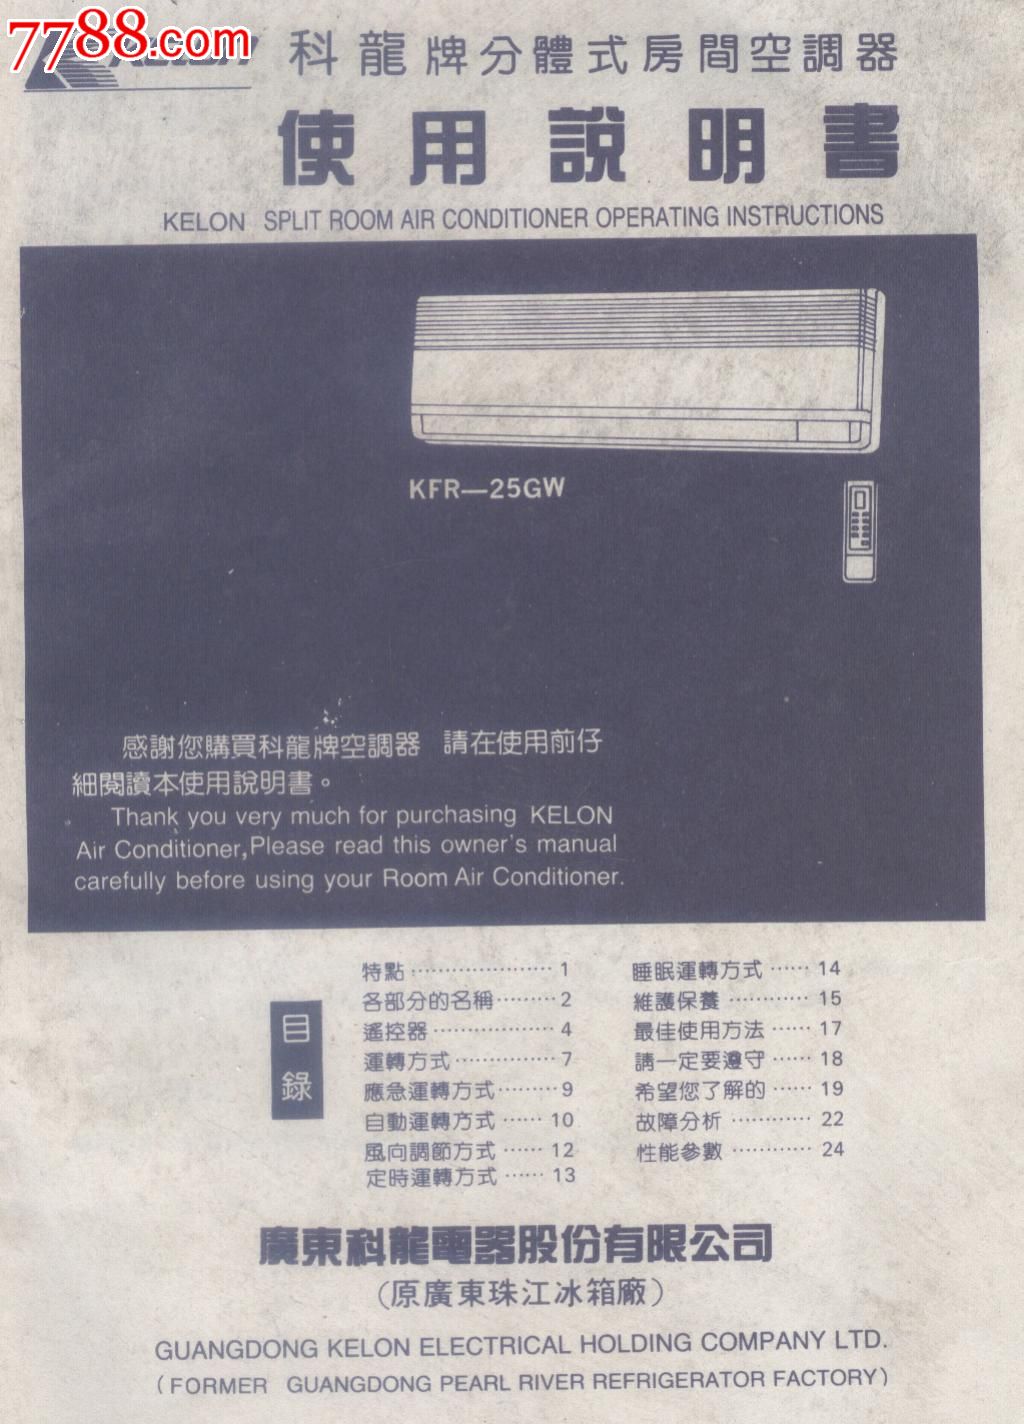 7788.com
科龍牌分體式房間空調器
使用說明書
KELON SPLIT ROOM AIR CONDITIONER OPERATING INSTRUCTIONS
KFR—25GW
感謝您購買科龍牌空調器 請在使用前仔
細閱讀本使用說明書。
Thank you very much for purchasing KELON
Air Conditioner,Please read this owner's manual
carefully before using your Room Air Conditioner.
目錄
特點 ····················· 1
各部分的名稱 ········· 2
遙控器 ·················· 4
運轉方式 ··············· 7
應急運轉方式 ········· 9
自動運轉方式 ······ 10
風向調節方式 ······ 12
定時運轉方式 ······ 13
睡眠運轉方式 ······ 14
維護保養 ············ 15
最佳使用方法 ······ 17
請一定要遵守 ······ 18
希望您了解的 ······ 19
故障分析 ············ 22
性能參數 ············ 24
廣東科龍電器股份有限公司
（原廣東珠江冰箱廠）
GUANGDONG KELON ELECTRICAL HOLDING COMPANY LTD.
(FORMER GUANGDONG PEARL RIVER REFRIGERATOR FACTORY)